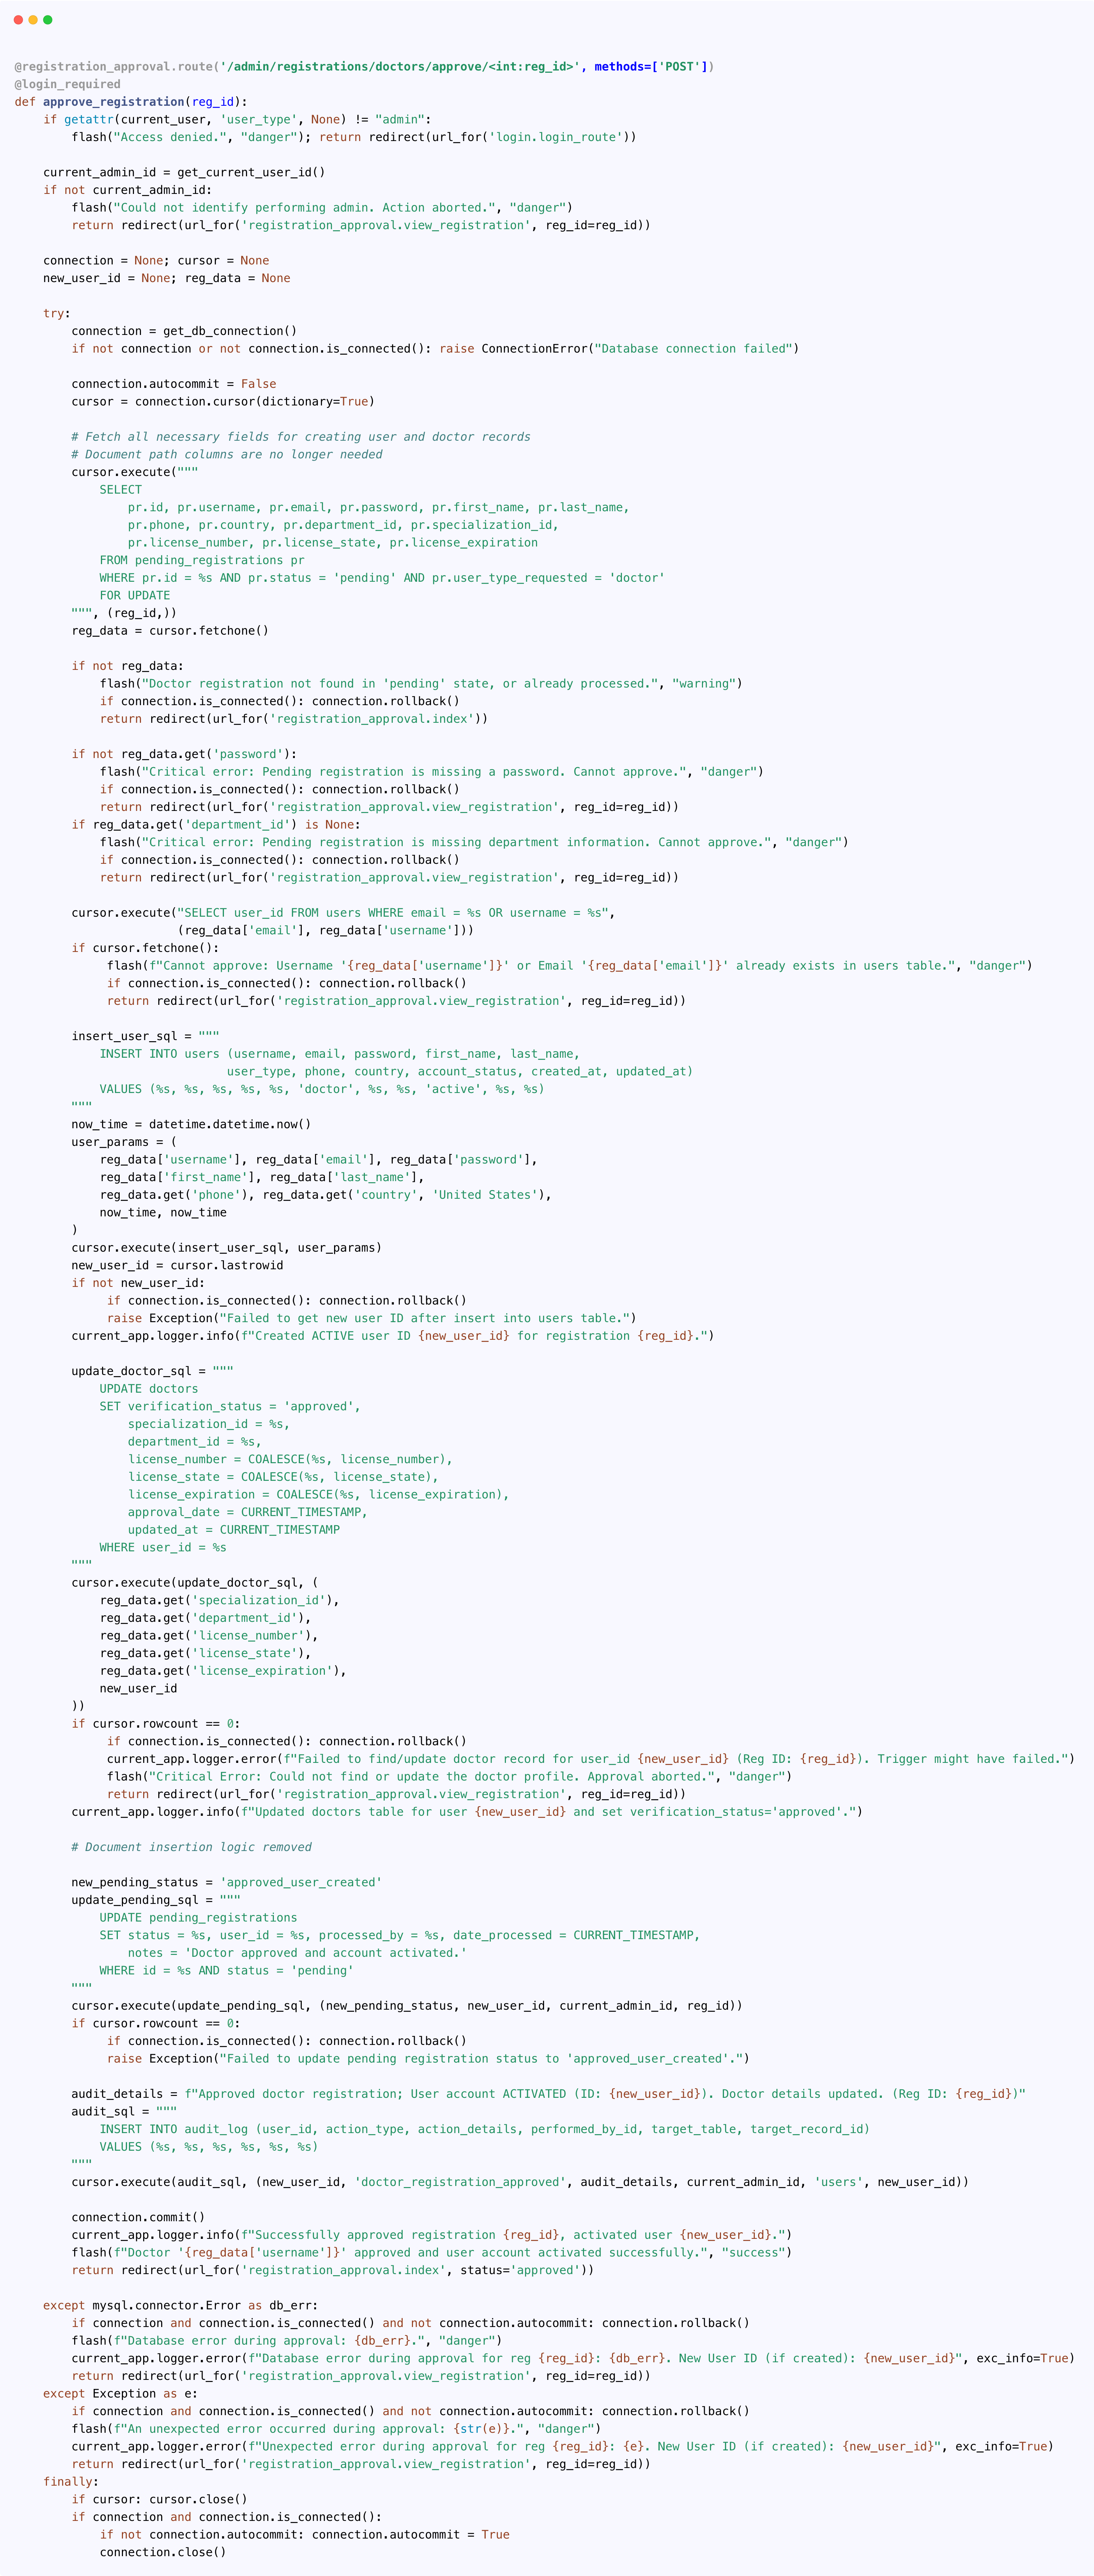 @registration_approval.route('/admin/registrations/doctors/approve/<int:reg_id>', methods=['POST'])
@login_required
def approve_registration(reg_id):
    if getattr(current_user, 'user_type', None) != "admin":
        flash("Access denied.", "danger"); return redirect(url_for('login.login_route'))

    current_admin_id = get_current_user_id()
    if not current_admin_id:
        flash("Could not identify performing admin. Action aborted.", "danger")
        return redirect(url_for('registration_approval.view_registration', reg_id=reg_id))

    connection = None; cursor = None
    new_user_id = None; reg_data = None

    try:
        connection = get_db_connection()
        if not connection or not connection.is_connected(): raise ConnectionError("Database connection failed")

        connection.autocommit = False
        cursor = connection.cursor(dictionary=True)

        # Fetch all necessary fields for creating user and doctor records
        # Document path columns are no longer needed
        cursor.execute("""
            SELECT
                pr.id, pr.username, pr.email, pr.password, pr.first_name, pr.last_name,
                pr.phone, pr.country, pr.department_id, pr.specialization_id,
                pr.license_number, pr.license_state, pr.license_expiration
            FROM pending_registrations pr
            WHERE pr.id = %s AND pr.status = 'pending' AND pr.user_type_requested = 'doctor'
            FOR UPDATE
        """, (reg_id,))
        reg_data = cursor.fetchone()

        if not reg_data:
            flash("Doctor registration not found in 'pending' state, or already processed.", "warning")
            if connection.is_connected(): connection.rollback()
            return redirect(url_for('registration_approval.index'))

        if not reg_data.get('password'):
            flash("Critical error: Pending registration is missing a password. Cannot approve.", "danger")
            if connection.is_connected(): connection.rollback()
            return redirect(url_for('registration_approval.view_registration', reg_id=reg_id))
        if reg_data.get('department_id') is None:
            flash("Critical error: Pending registration is missing department information. Cannot approve.", "danger")
            if connection.is_connected(): connection.rollback()
            return redirect(url_for('registration_approval.view_registration', reg_id=reg_id))

        cursor.execute("SELECT user_id FROM users WHERE email = %s OR username = %s",
                       (reg_data['email'], reg_data['username']))
        if cursor.fetchone():
             flash(f"Cannot approve: Username '{reg_data['username']}' or Email '{reg_data['email']}' already exists in users table.", "danger")
             if connection.is_connected(): connection.rollback()
             return redirect(url_for('registration_approval.view_registration', reg_id=reg_id))

        insert_user_sql = """
            INSERT INTO users (username, email, password, first_name, last_name,
                              user_type, phone, country, account_status, created_at, updated_at)
            VALUES (%s, %s, %s, %s, %s, 'doctor', %s, %s, 'active', %s, %s)
        """
        now_time = datetime.datetime.now()
        user_params = (
            reg_data['username'], reg_data['email'], reg_data['password'],
            reg_data['first_name'], reg_data['last_name'],
            reg_data.get('phone'), reg_data.get('country', 'United States'),
            now_time, now_time
        )
        cursor.execute(insert_user_sql, user_params)
        new_user_id = cursor.lastrowid
        if not new_user_id:
             if connection.is_connected(): connection.rollback()
             raise Exception("Failed to get new user ID after insert into users table.")
        current_app.logger.info(f"Created ACTIVE user ID {new_user_id} for registration {reg_id}.")

        update_doctor_sql = """
            UPDATE doctors
            SET verification_status = 'approved',
                specialization_id = %s,
                department_id = %s,
                license_number = COALESCE(%s, license_number),
                license_state = COALESCE(%s, license_state),
                license_expiration = COALESCE(%s, license_expiration),
                approval_date = CURRENT_TIMESTAMP,
                updated_at = CURRENT_TIMESTAMP
            WHERE user_id = %s
        """
        cursor.execute(update_doctor_sql, (
            reg_data.get('specialization_id'),
            reg_data.get('department_id'),
            reg_data.get('license_number'),
            reg_data.get('license_state'),
            reg_data.get('license_expiration'),
            new_user_id
        ))
        if cursor.rowcount == 0:
             if connection.is_connected(): connection.rollback()
             current_app.logger.error(f"Failed to find/update doctor record for user_id {new_user_id} (Reg ID: {reg_id}). Trigger might have failed.")
             flash("Critical Error: Could not find or update the doctor profile. Approval aborted.", "danger")
             return redirect(url_for('registration_approval.view_registration', reg_id=reg_id))
        current_app.logger.info(f"Updated doctors table for user {new_user_id} and set verification_status='approved'.")

        # Document insertion logic removed

        new_pending_status = 'approved_user_created'
        update_pending_sql = """
            UPDATE pending_registrations
            SET status = %s, user_id = %s, processed_by = %s, date_processed = CURRENT_TIMESTAMP,
                notes = 'Doctor approved and account activated.'
            WHERE id = %s AND status = 'pending'
        """
        cursor.execute(update_pending_sql, (new_pending_status, new_user_id, current_admin_id, reg_id))
        if cursor.rowcount == 0:
             if connection.is_connected(): connection.rollback()
             raise Exception("Failed to update pending registration status to 'approved_user_created'.")

        audit_details = f"Approved doctor registration; User account ACTIVATED (ID: {new_user_id}). Doctor details updated. (Reg ID: {reg_id})"
        audit_sql = """
            INSERT INTO audit_log (user_id, action_type, action_details, performed_by_id, target_table, target_record_id)
            VALUES (%s, %s, %s, %s, %s, %s)
        """
        cursor.execute(audit_sql, (new_user_id, 'doctor_registration_approved', audit_details, current_admin_id, 'users', new_user_id))

        connection.commit()
        current_app.logger.info(f"Successfully approved registration {reg_id}, activated user {new_user_id}.")
        flash(f"Doctor '{reg_data['username']}' approved and user account activated successfully.", "success")
        return redirect(url_for('registration_approval.index', status='approved'))

    except mysql.connector.Error as db_err:
        if connection and connection.is_connected() and not connection.autocommit: connection.rollback()
        flash(f"Database error during approval: {db_err}.", "danger")
        current_app.logger.error(f"Database error during approval for reg {reg_id}: {db_err}. New User ID (if created): {new_user_id}", exc_info=True)
        return redirect(url_for('registration_approval.view_registration', reg_id=reg_id))
    except Exception as e:
        if connection and connection.is_connected() and not connection.autocommit: connection.rollback()
        flash(f"An unexpected error occurred during approval: {str(e)}.", "danger")
        current_app.logger.error(f"Unexpected error during approval for reg {reg_id}: {e}. New User ID (if created): {new_user_id}", exc_info=True)
        return redirect(url_for('registration_approval.view_registration', reg_id=reg_id))
    finally:
        if cursor: cursor.close()
        if connection and connection.is_connected():
            if not connection.autocommit: connection.autocommit = True
            connection.close()